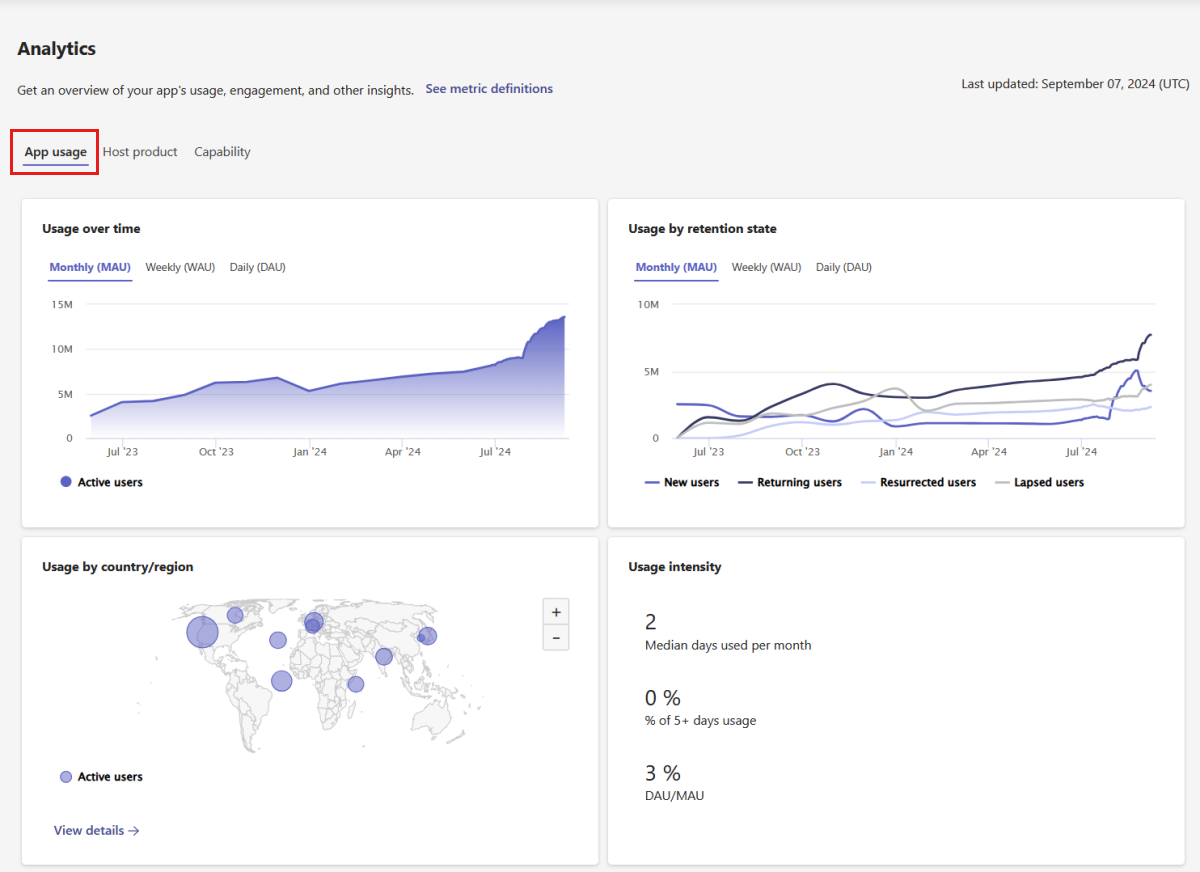 Analytics
Get an overview of your app's usage, engagement, and other insights. See metric definitions
Last updated: September 07, 2024 (UTC)
App usage Host product Capability
Usage over time
Monthly (MAU) Weekly (WAU) Daily (DAU)
15M
10M
5M
0
Jul '23 Oct '23 Jan '24 Apr '24 Jul '24
Active users
Usage by retention state
Monthly (MAU) Weekly (WAU) Daily (DAU)
10M
5M
0
Jul '23 Oct '23 Jan '24 Apr '24 Jul '24
New users Returning users Resurrected users Lapsed users
Usage by country/region
+
−
Active users
View details →
Usage intensity
2
Median days used per month
0 %
% of 5+ days usage
3 %
DAU/MAU